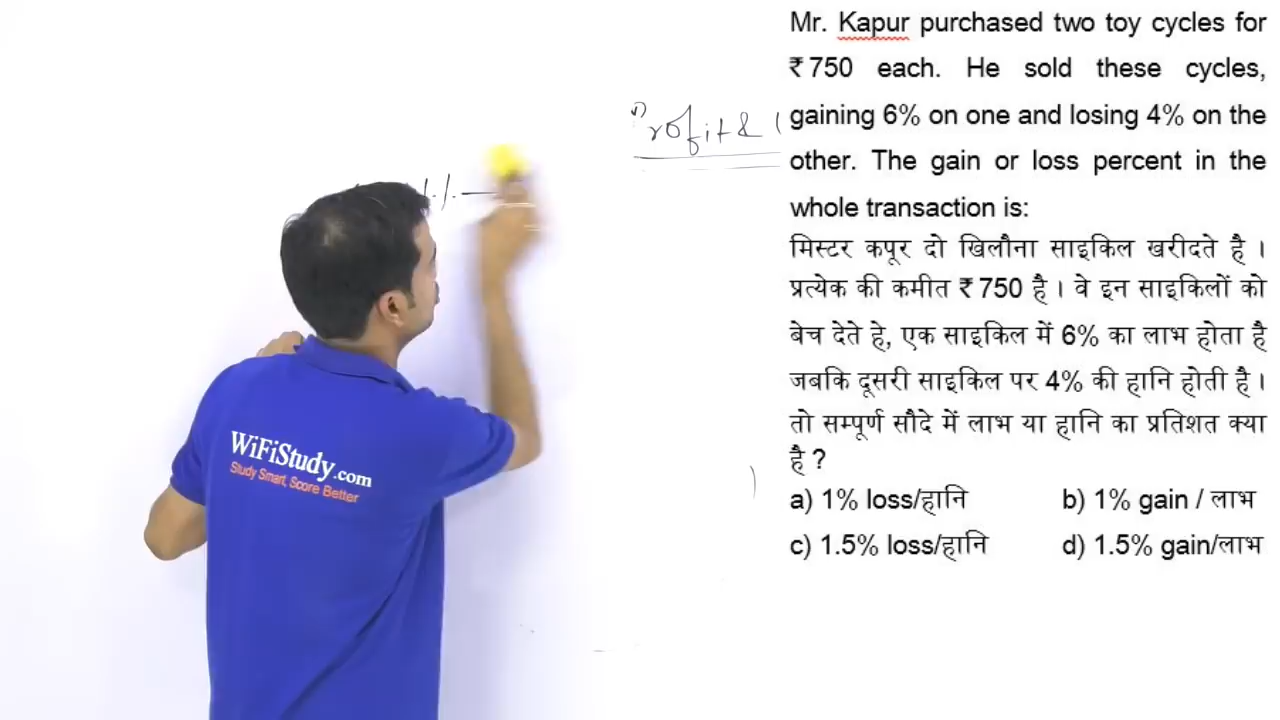 Profit &
Mr. Kapur purchased two toy cycles for
₹750 each. He sold these cycles,
gaining 6% on one and losing 4% on the
other. The gain or loss percent in the
whole transaction is:
मिस्टर कपूर दो खिलौना साइकिल खरीदते है ।
प्रत्येक की कमीत ₹750 है । वे इन साइकिलों को
बेच देते हे, एक साइकिल में 6% का लाभ होता है
जबकि दूसरी साइकिल पर 4% की हानि होती है ।
तो सम्पूर्ण सौदे में लाभ या हानि का प्रतिशत क्या
है ?
a) 1% loss/हानि b) 1% gain / लाभ
c) 1.5% loss/हानि d) 1.5% gain/लाभ
WiFiStudy.com
Study Smart, Score Better